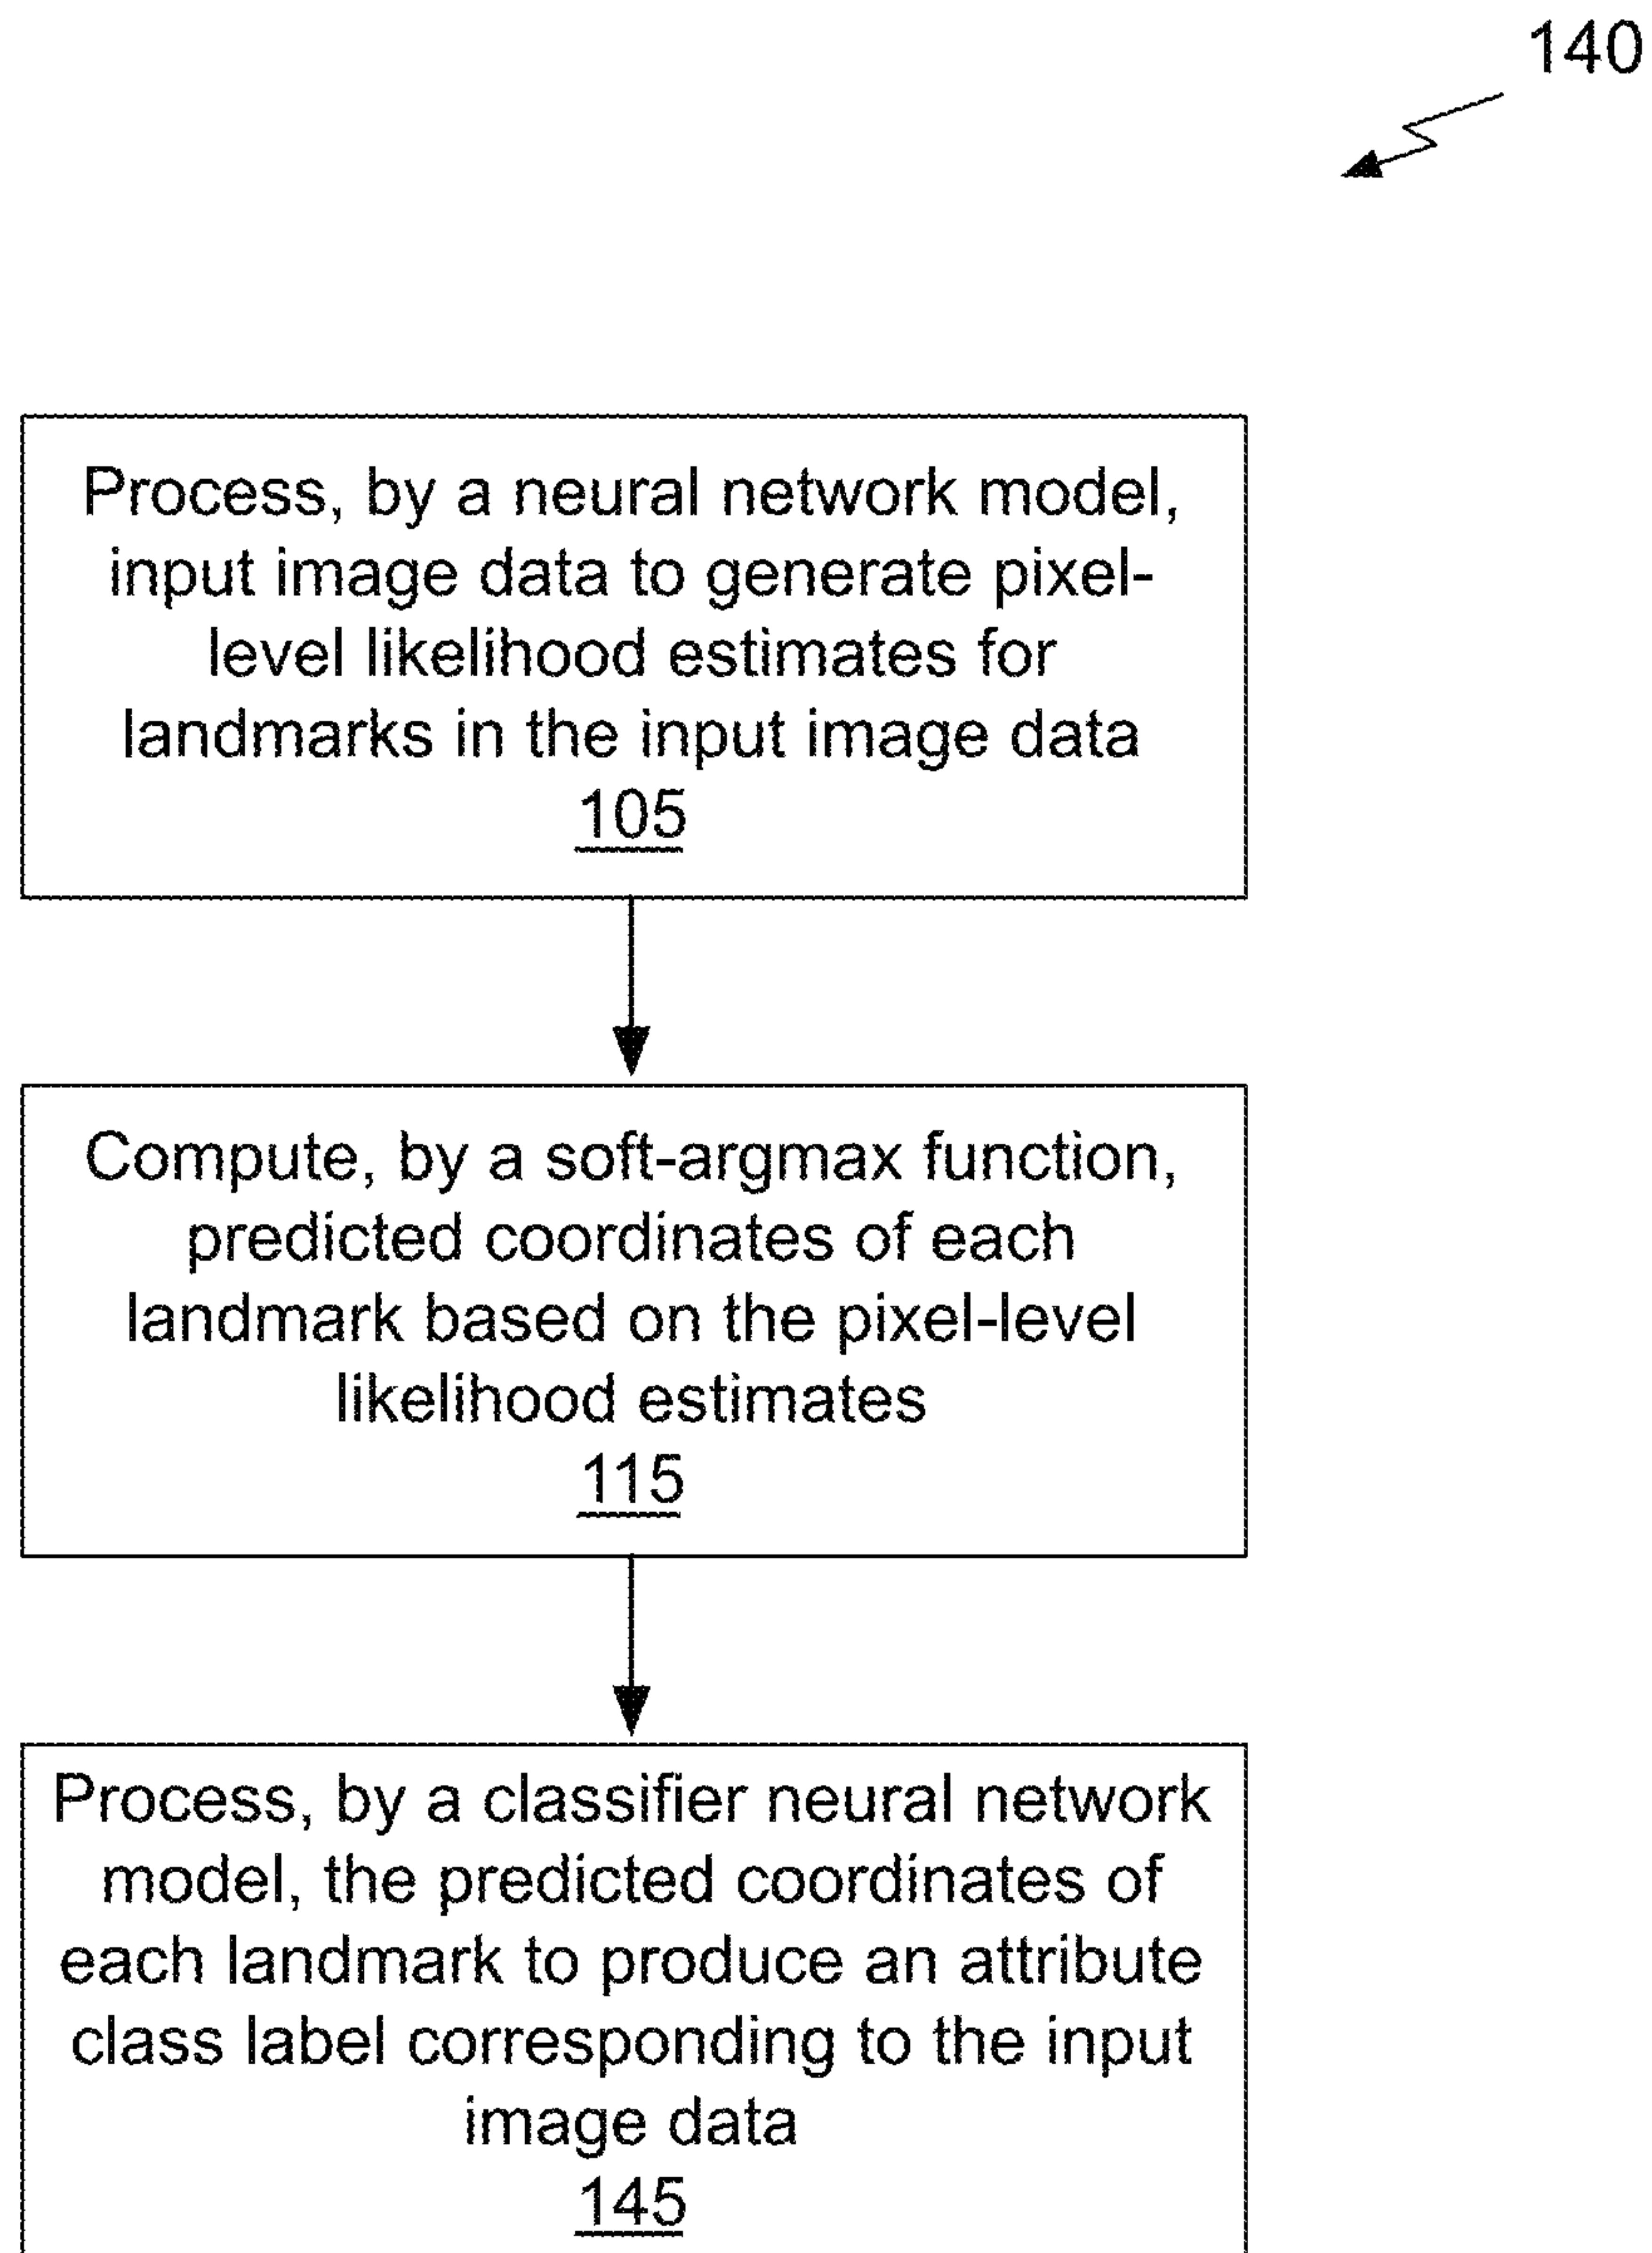 140
Process, by a neural network model,
input image data to generate pixel-
level likelihood estimates for
landmarks in the input image data
105
Compute, by a soft-argmax function,
predicted coordinates of each
landmark based on the pixel-level
likelihood estimates
115
Process, by a classifier neural network
model, the predicted coordinates of
each landmark to produce an attribute
class label corresponding to the input
image data
145